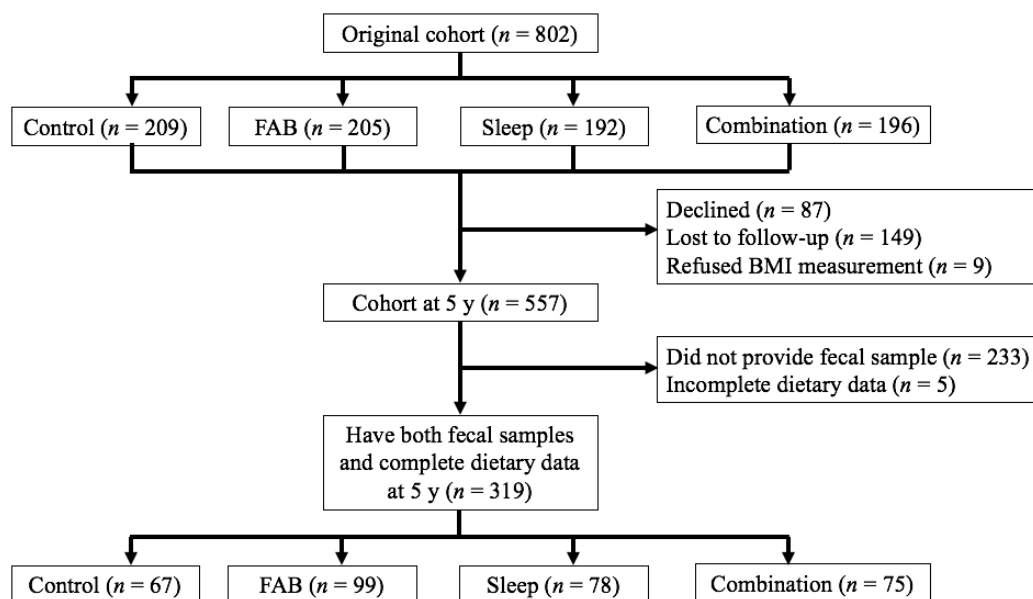 Original cohort (n = 802)
Control (n = 209)
FAB (n = 205)
Sleep (n = 192)
Combination (n = 196)
Declined (n = 87)
Lost to follow-up (n = 149)
Refused BMI measurement (n = 9)
Cohort at 5 y (n = 557)
Did not provide fecal sample (n = 233)
Incomplete dietary data (n = 5)
Have both fecal samples
and complete dietary data
at 5 y (n = 319)
Control (n = 67)
FAB (n = 99)
Sleep (n = 78)
Combination (n = 75)